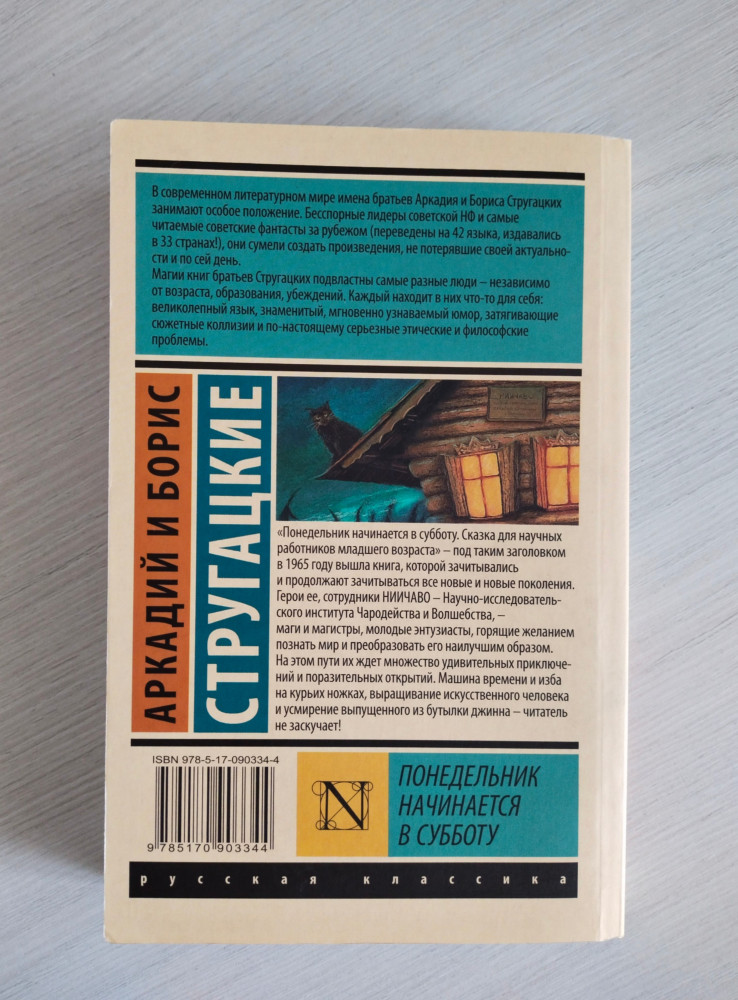 В современном литературном мире имена братьев Аркадия и Бориса Стругацких
занимают особое положение. Бесспорные лидеры советской НФ и самые
читаемые советские фантасты за рубежом (переведены на 42 языка, издавались
в 33 странах!), они сумели создать произведения, не потерявшие своей актуально-
сти и по сей день.
Магии книг братьев Стругацких подвластны самые разные люди – независимо
от возраста, образования, убеждений. Каждый находит в них что-то для себя:
великолепный язык, знаменитый, мгновенно узнаваемый юмор, затягивающие
сюжетные коллизии и по-настоящему серьезные этические и философские
проблемы.
АРКАДИЙ И БОРИС
СТРУГАЦКИЕ
«Понедельник начинается в субботу. Сказка для научных
работников младшего возраста» – под таким заголовком
в 1965 году вышла книга, которой зачитывались
и продолжают зачитываться все новые и новые поколения.
Герои ее, сотрудники НИИЧАВО – Научно-исследователь-
ского института Чародейства и Волшебства, –
маги и магистры, молодые энтузиасты, горящие желанием
познать мир и преобразовать его наилучшим образом.
На этом пути их ждет множество удивительных приключе-
ний и поразительных открытий. Машина времени и изба
на курьих ножках, выращивание искусственного человека
и усмирение выпущенного из бутылки джинна – читатель
не заскучает!
ISBN 978-5-17-090334-4
9 785170 903344
N
ПОНЕДЕЛЬНИК
НАЧИНАЕТСЯ
В СУББОТУ
русская классика